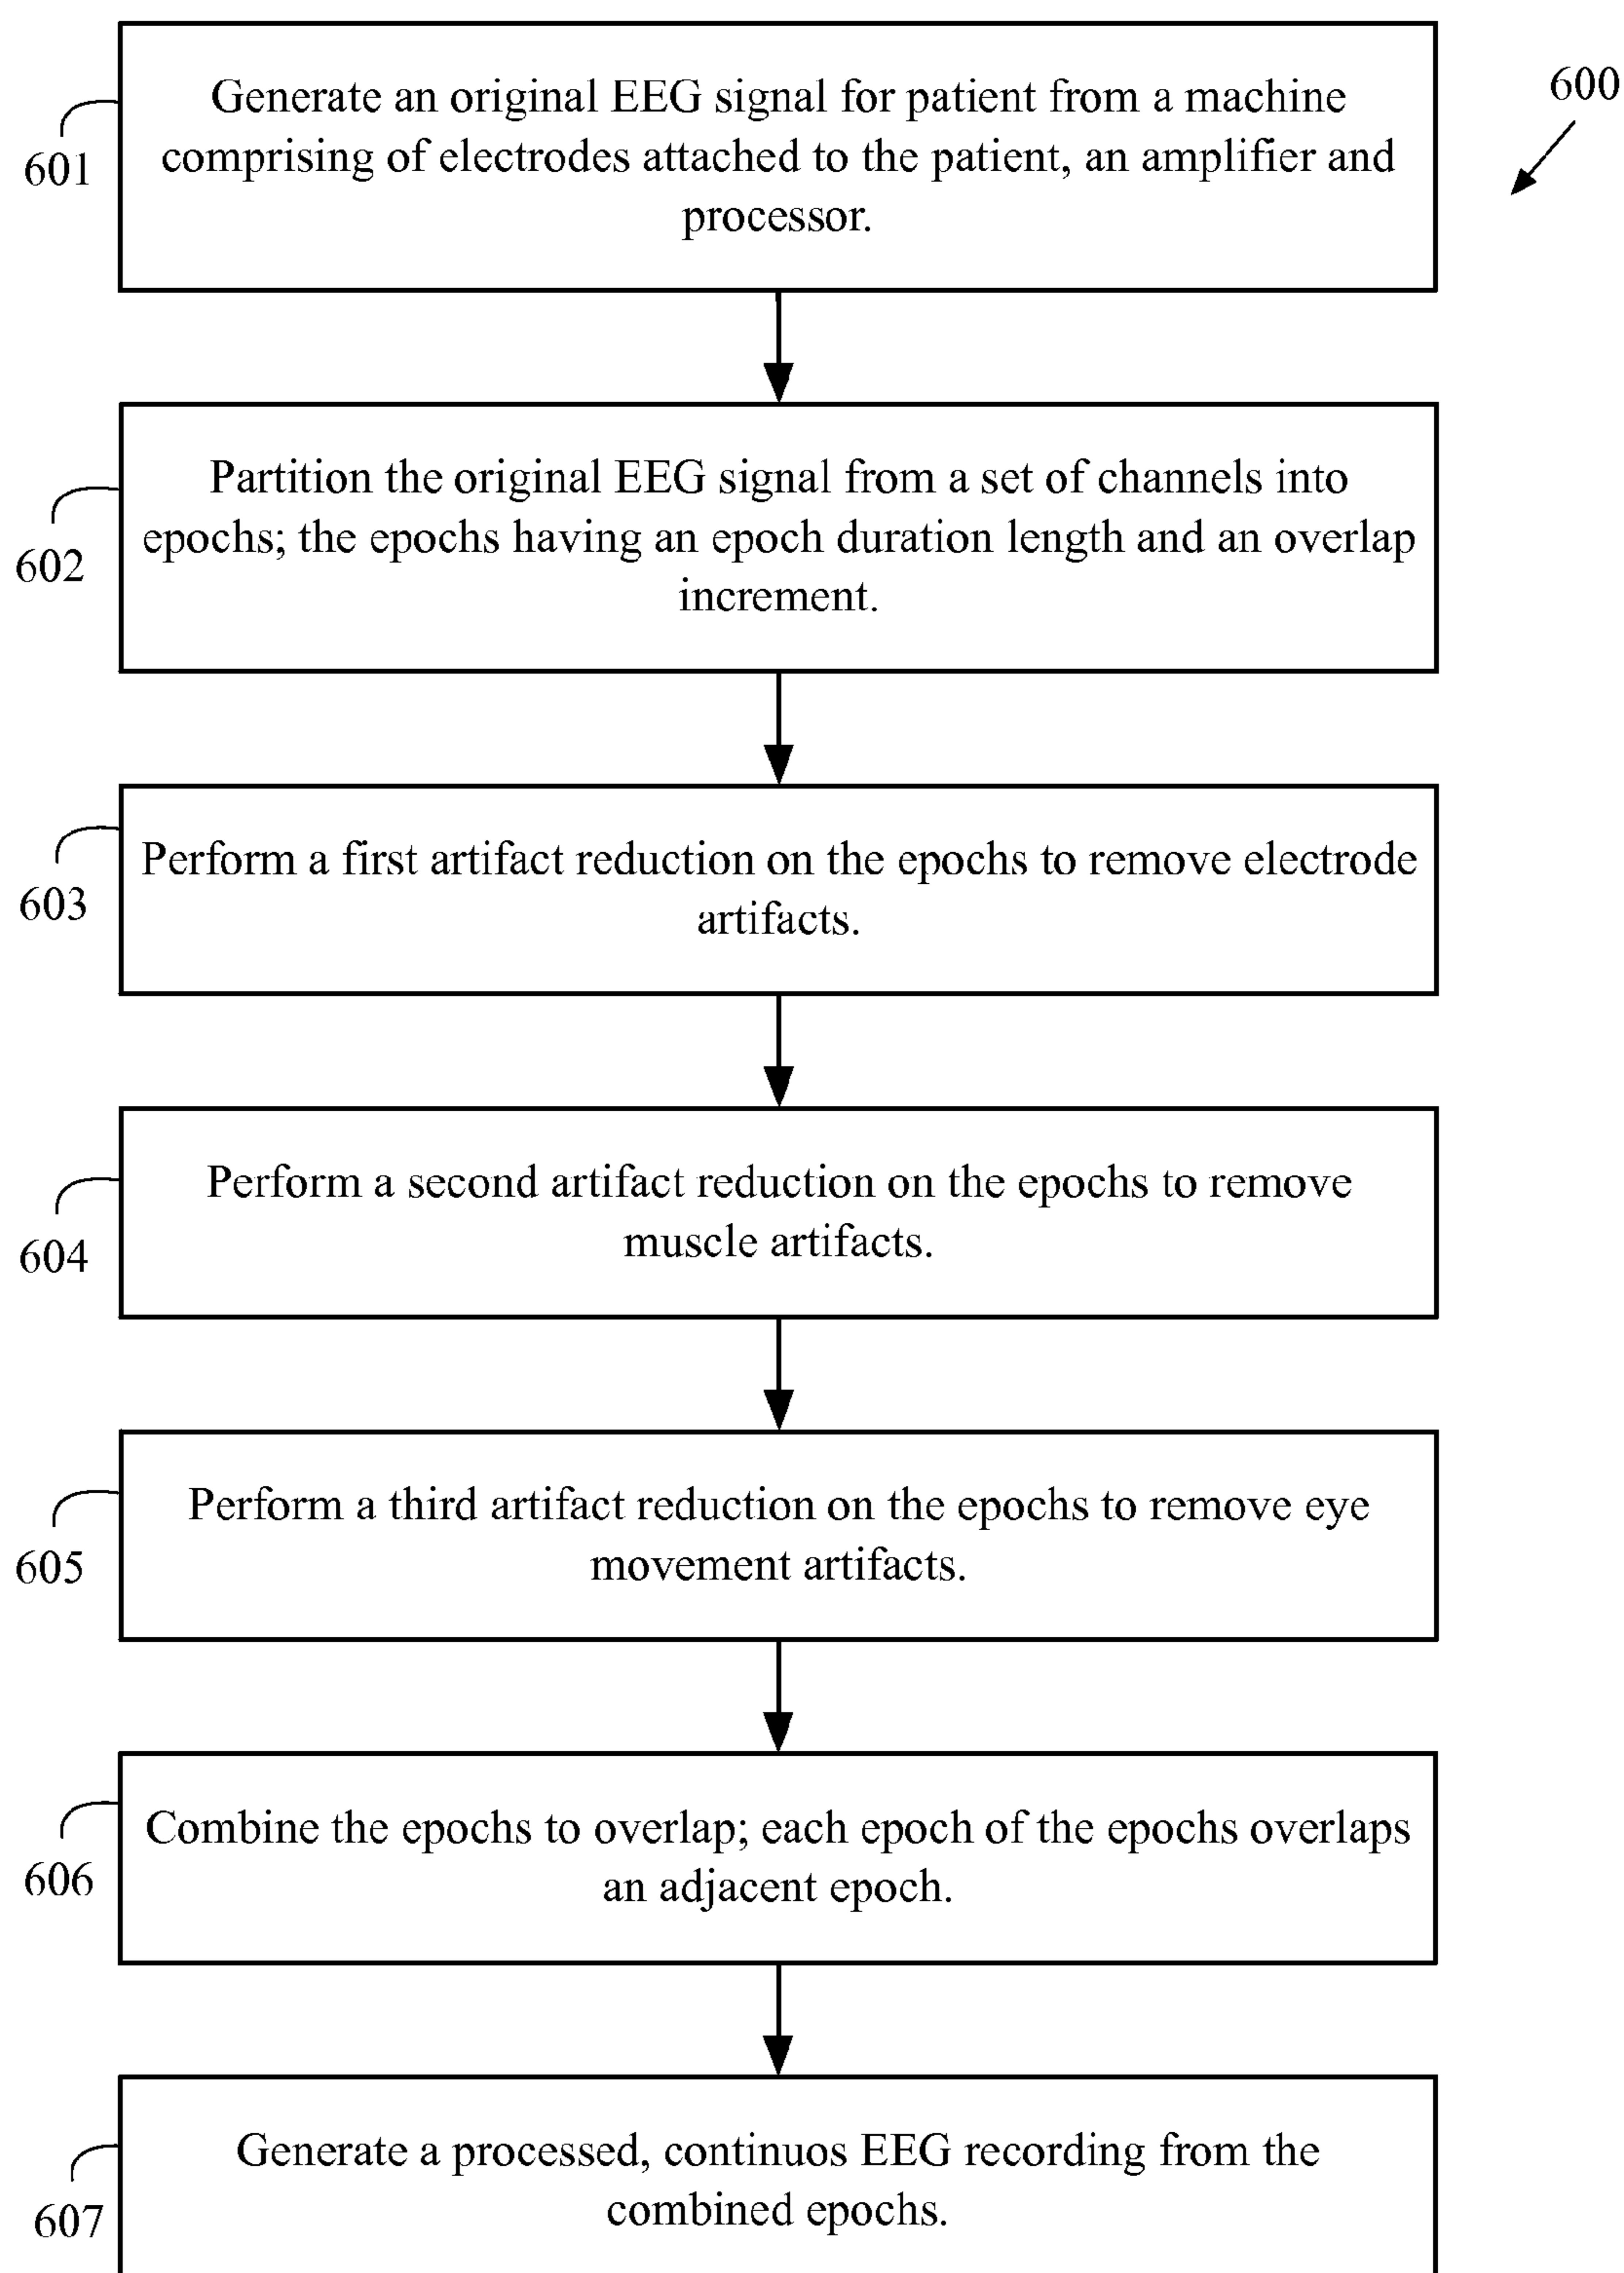 600
601
Generate an original EEG signal for patient from a machine
comprising of electrodes attached to the patient, an amplifier and
processor.
602
Partition the original EEG signal from a set of channels into
epochs; the epochs having an epoch duration length and an overlap
increment.
603
Perform a first artifact reduction on the epochs to remove electrode
artifacts.
604
Perform a second artifact reduction on the epochs to remove
muscle artifacts.
605
Perform a third artifact reduction on the epochs to remove eye
movement artifacts.
606
Combine the epochs to overlap; each epoch of the epochs overlaps
an adjacent epoch.
607
Generate a processed, continuos EEG recording from the
combined epochs.